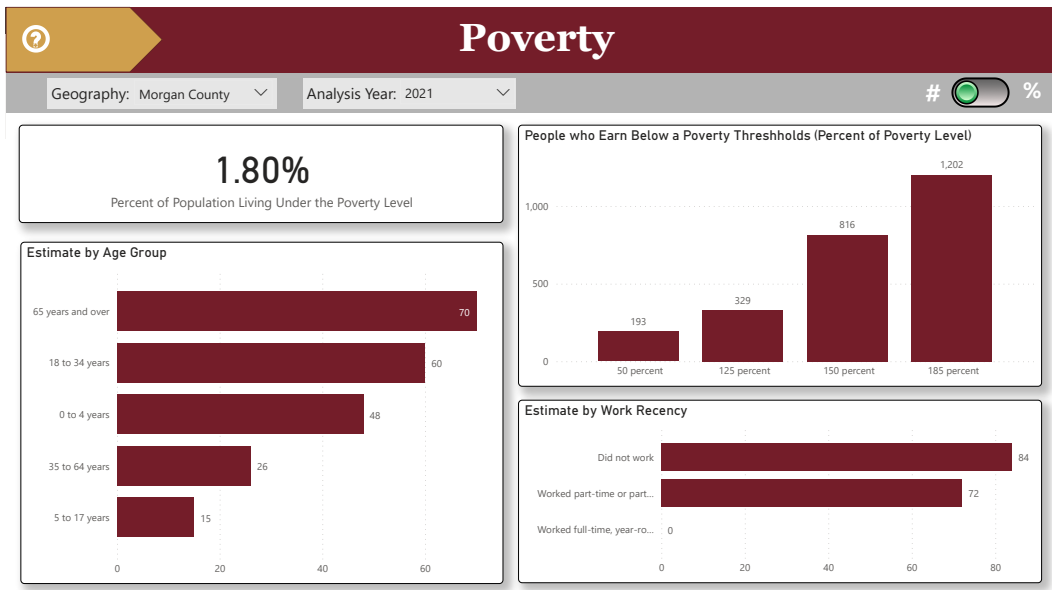 ?
Poverty
Geography: Morgan County
Analysis Year: 2021
# %
1.80%
Percent of Population Living Under the Poverty Level
Estimate by Age Group
65 years and over 70
18 to 34 years 60
0 to 4 years 48
35 to 64 years 26
5 to 17 years 15
0 20 40 60
People who Earn Below a Poverty Threshholds (Percent of Poverty Level)
1,202
1,000
816
500
329
193
0
50 percent 125 percent 150 percent 185 percent
Estimate by Work Recency
Did not work 84
Worked part-time or part... 72
Worked full-time, year-ro... 0
0 20 40 60 80